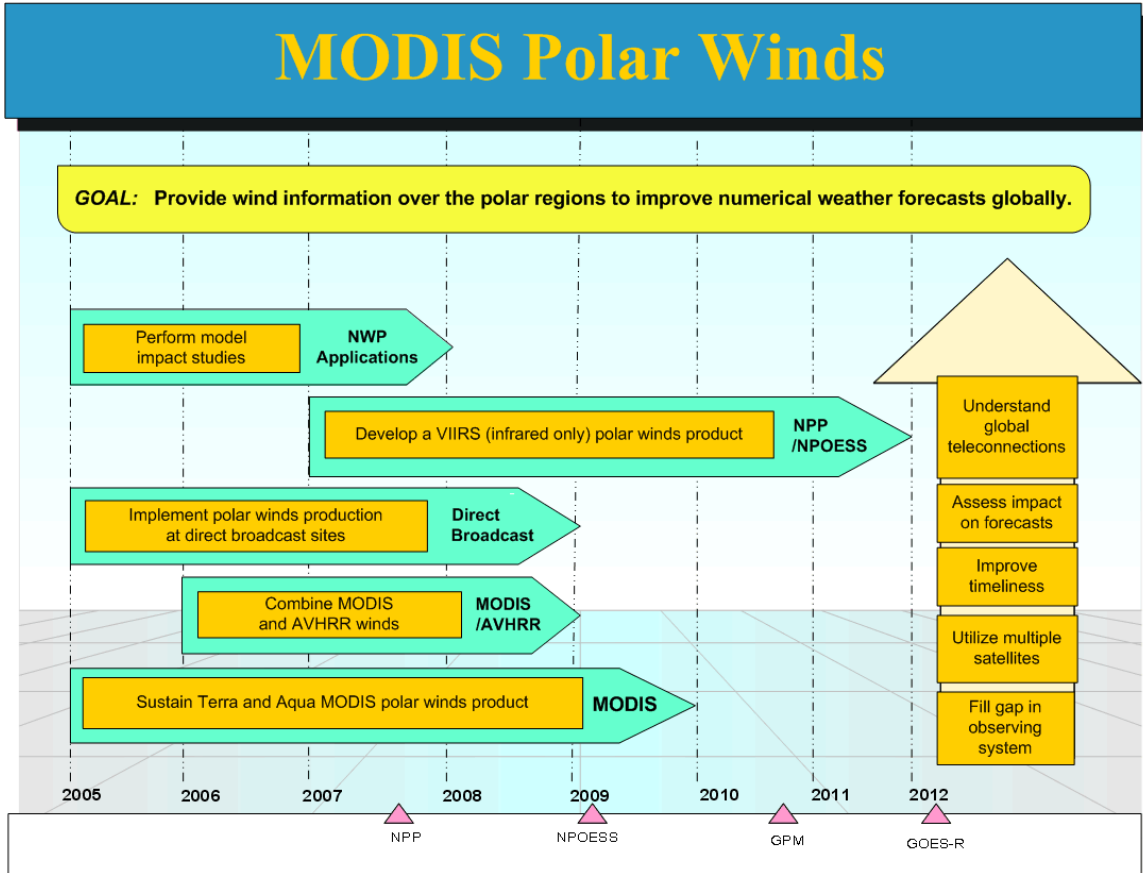 MODIS Polar Winds
GOAL: Provide wind information over the polar regions to improve numerical weather forecasts globally.
Perform model
impact studies
NWP
Applications
Develop a VIIRS (infrared only) polar winds product
NPP
/NPOESS
Implement polar winds production
at direct broadcast sites
Direct
Broadcast
Combine MODIS
and AVHRR winds
MODIS
/AVHRR
Sustain Terra and Aqua MODIS polar winds product
MODIS
Understand
global
teleconnections
Assess impact
on forecasts
Improve
timeliness
Utilize multiple
satellites
Fill gap in
observing
system
2005 2006 2007 2008 2009 2010 2011 2012
NPP NPOESS GPM GOES-R